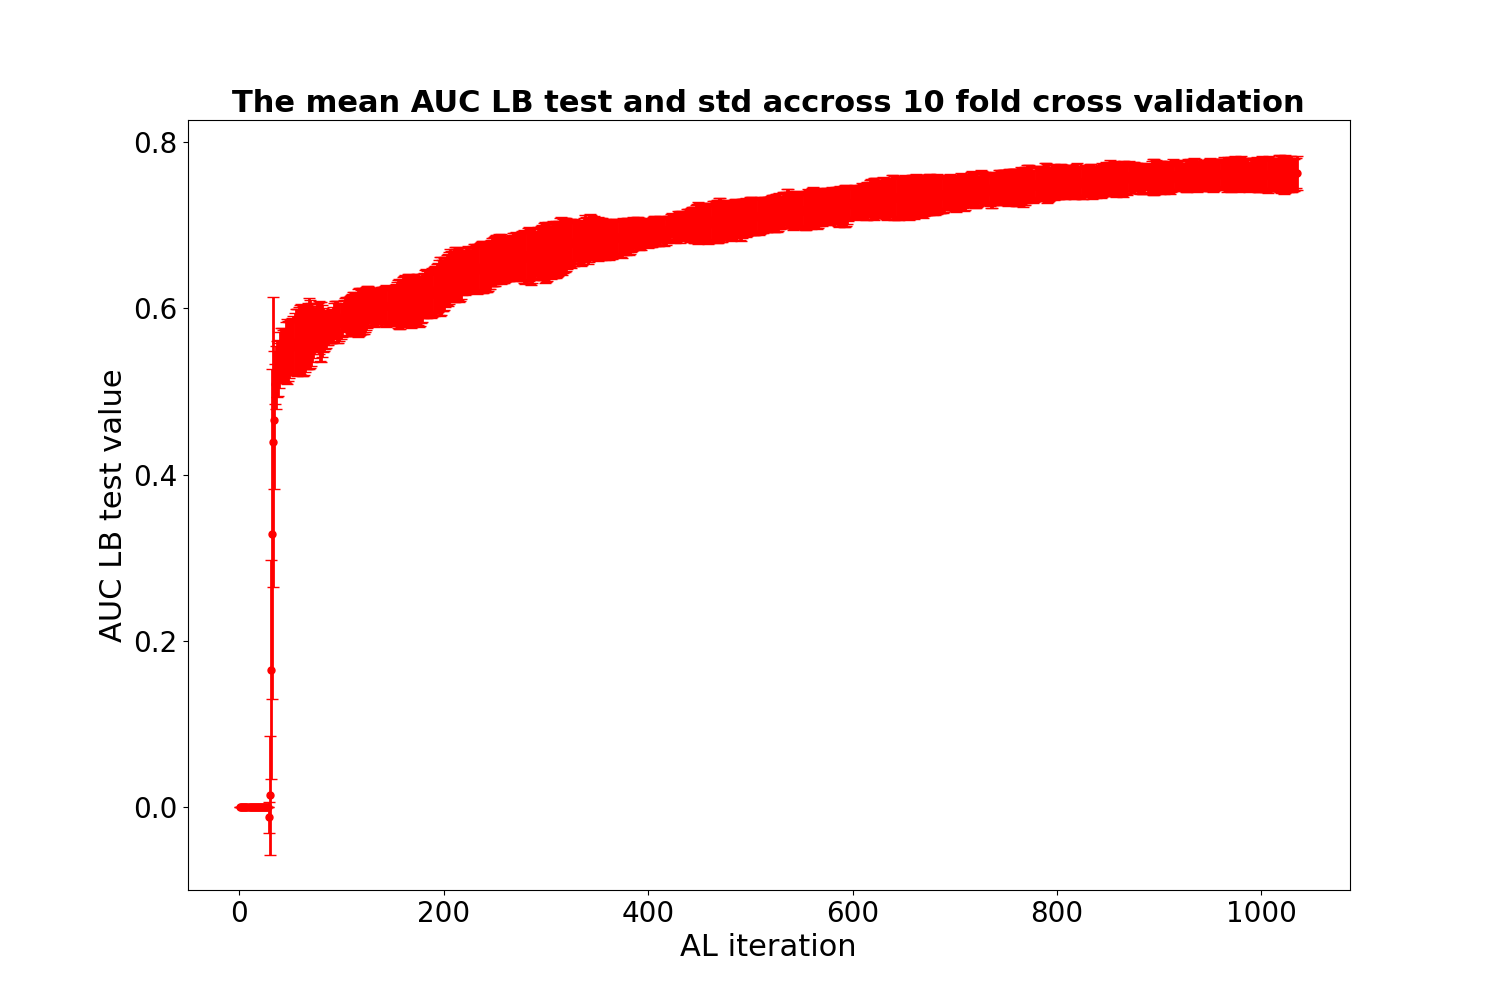 The mean AUC LB test and std accross 10 fold cross validation
0.8
0.6
0.4
0.2
0.0
AUC LB test value
0 200 400 600 800 1000
AL iteration